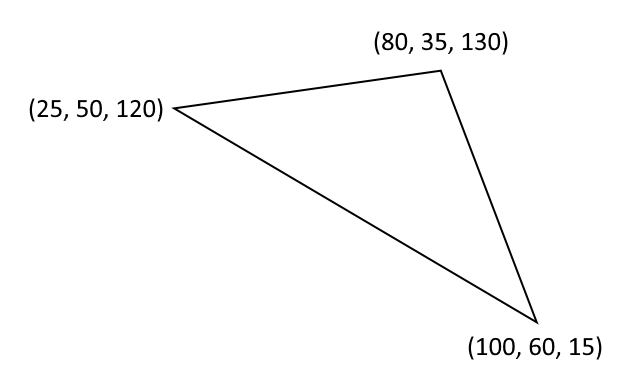 (80, 35, 130)
(25, 50, 120)
(100, 60, 15)